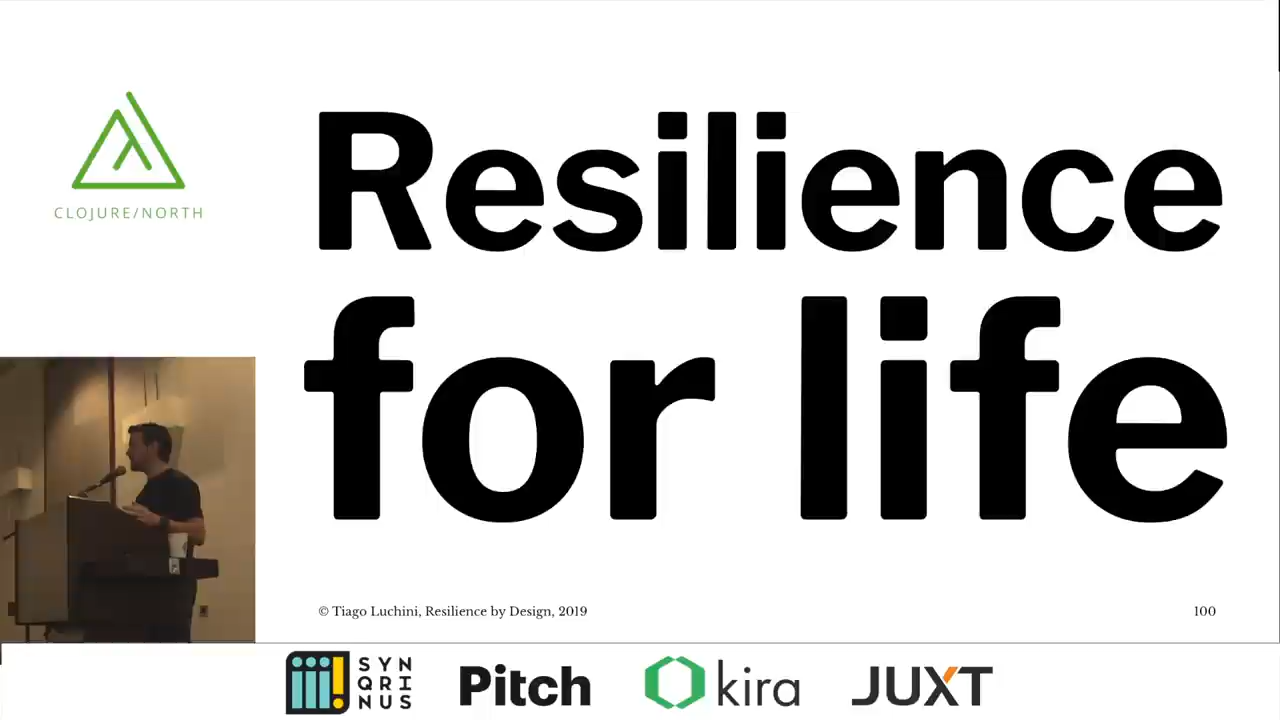 CLOJURE/NORTH
Resilience
for life
© Tiago Luchini, Resilience by Design, 2019
100
SYN
QRI
NUS
Pitch
kira
JUXT